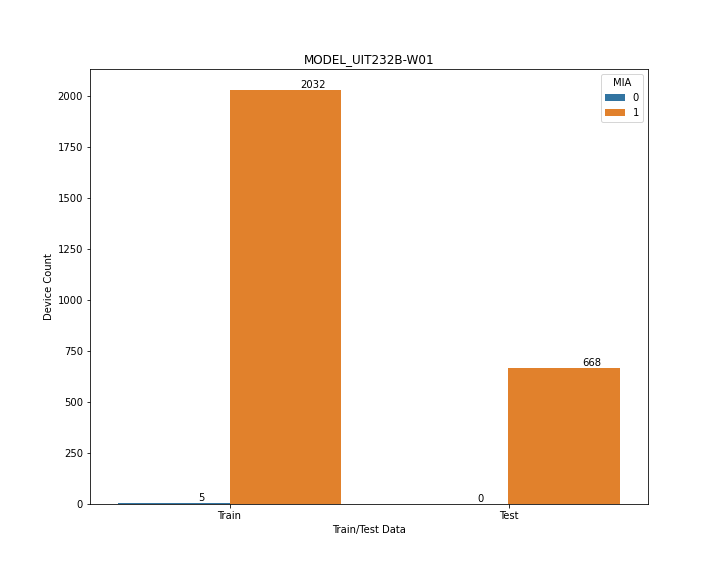 MODEL_UIT232B-W01
MIA
0
1
2032
668
5
0
2000
1750
1500
1250
1000
750
500
250
0
Device Count
Train
Test
Train/Test Data